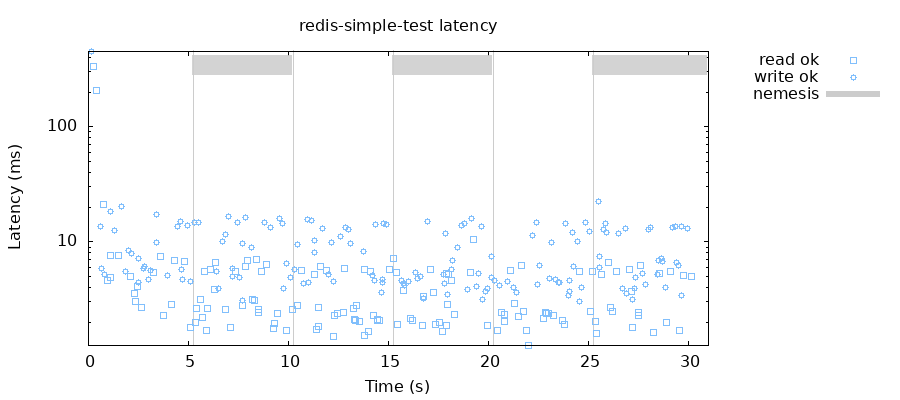 redis-simple-test latency
read ok
write ok
nemesis
100
10
Latency (ms)
0 5 10 15 20 25 30
Time (s)